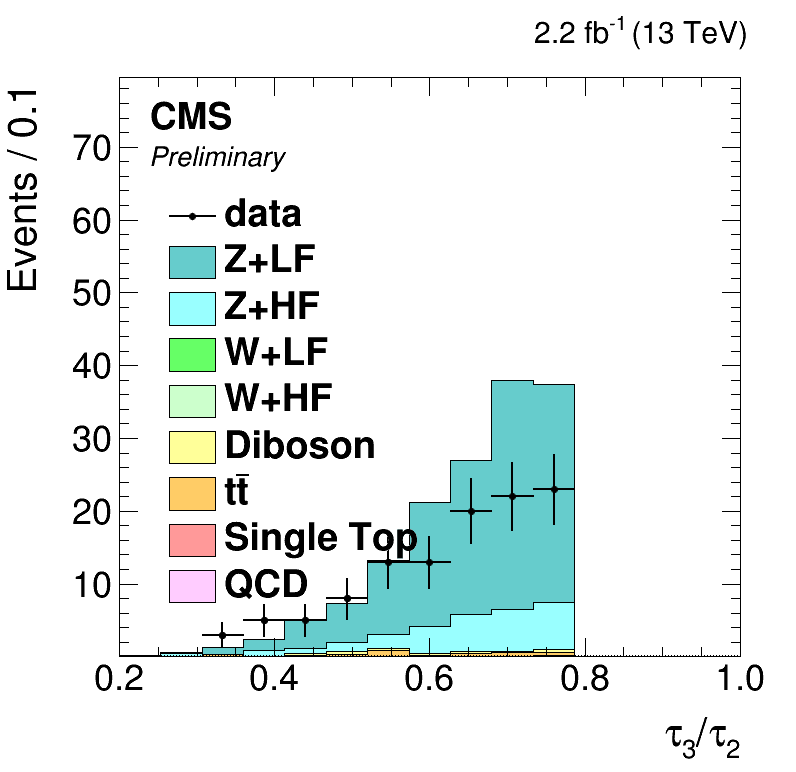 2.2 fb⁻¹ (13 TeV)
Events / 0.1
CMS
Preliminary
data
Z+LF
Z+HF
W+LF
W+HF
Diboson
tt̄
Single Top
QCD
70
60
50
40
30
20
10
0.2 0.4 0.6 0.8 1.0
τ₃/τ₂